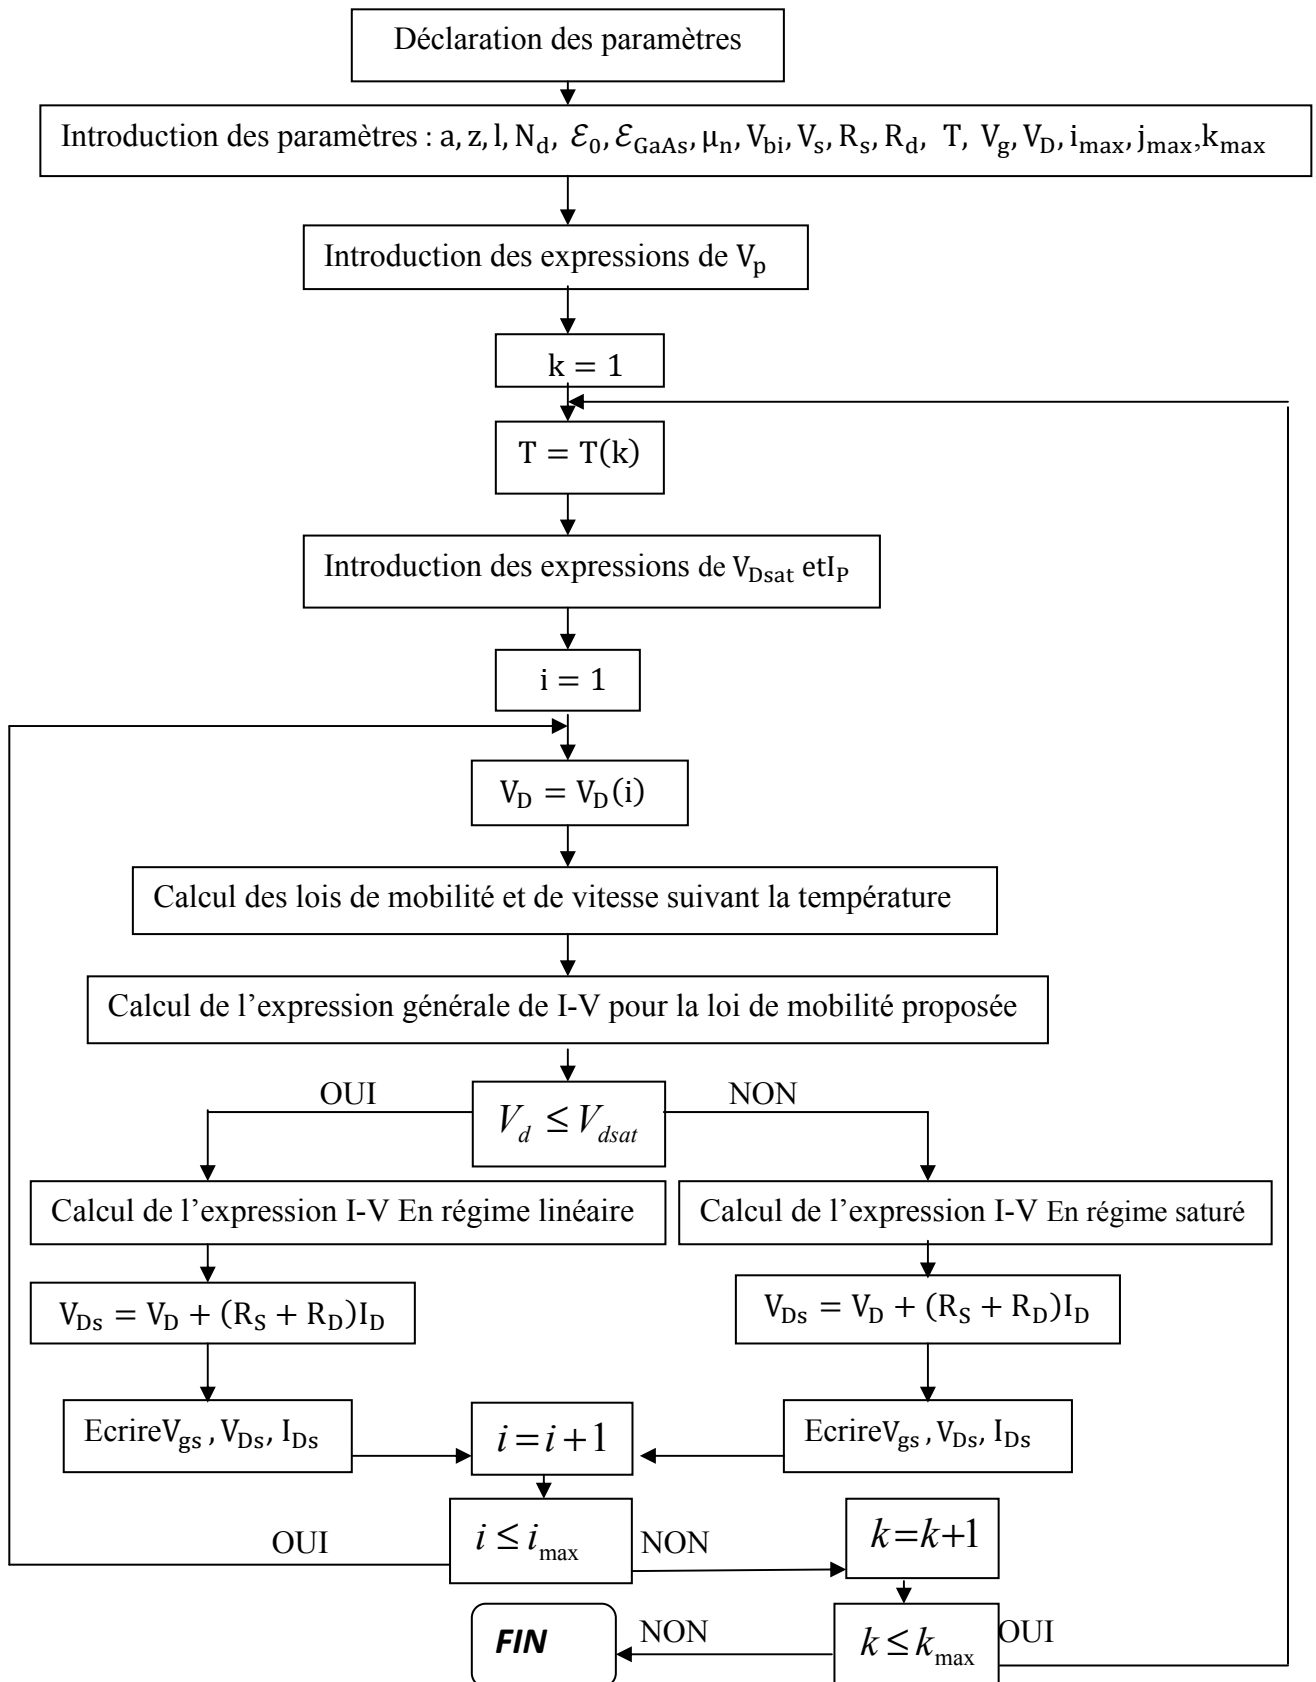 Déclaration des paramètres
Introduction des paramètres : a, z, l, N_d, ℰ_0, ℰ_GaAs, μ_n, V_bi, V_s, R_s, R_d, T, V_g, V_D, i_max, j_max, k_max
Introduction des expressions de V_p
k = 1
T = T(k)
Introduction des expressions de V_Dsat etI_P
i = 1
V_D = V_D(i)
Calcul des lois de mobilité et de vitesse suivant la température
Calcul de l’expression générale de I-V pour la loi de mobilité proposée
OUI
NON
V_d ≤ V_dsat
Calcul de l’expression I-V En régime linéaire
Calcul de l’expression I-V En régime saturé
V_Ds = V_D + (R_S + R_D)I_D
V_Ds = V_D + (R_S + R_D)I_D
EcrireV_gs , V_Ds, I_Ds
i = i + 1
EcrireV_gs , V_Ds, I_Ds
OUI
i ≤ i_max
NON
k = k+1
FIN
NON
k ≤ k_max
OUI